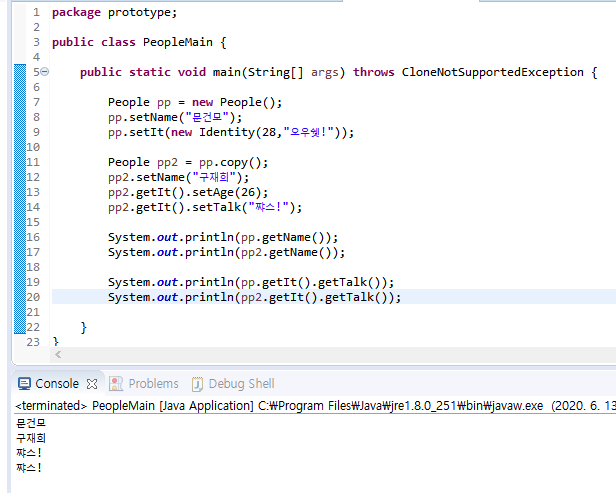 1 package prototype;
2
3 public class PeopleMain {
4
5 public static void main(String[] args) throws CloneNotSupportedException {
6
7 People pp = new People();
8 pp.setName("문건모");
9 pp.setIt(new Identity(28,"오우쉣!"));
10
11 People pp2 = pp.copy();
12 pp2.setName("구재희");
13 pp2.getIt().setAge(26);
14 pp2.getIt().setTalk("쨔스!");
15
16 System.out.println(pp.getName());
17 System.out.println(pp2.getName());
18
19 System.out.println(pp.getIt().getTalk());
20 System.out.println(pp2.getIt().getTalk());
21
22 }
23 }
Console Problems Debug Shell
<terminated> PeopleMain [Java Application] C:₩Program Files₩Java₩jre1.8.0_251₩bin₩javaw.exe (2020. 6. 13
문건모
구재희
쨔스!
쨔스!